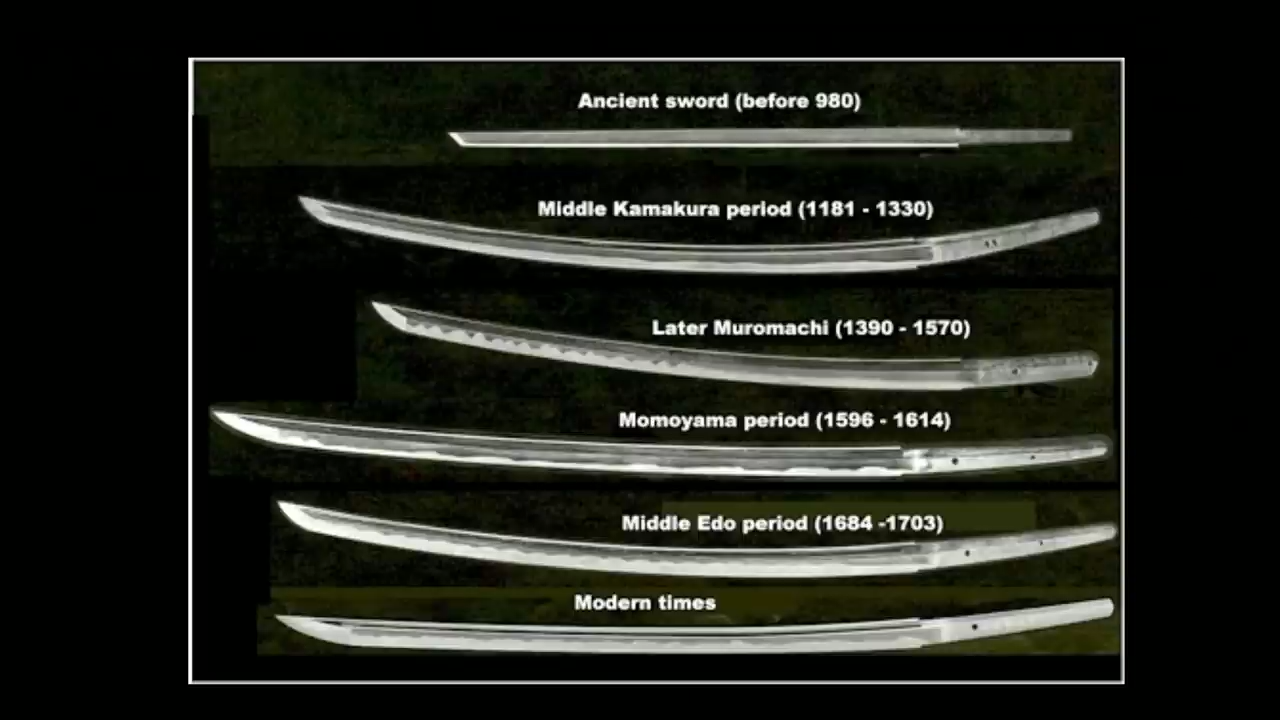 Ancient sword (before 980)
Middle Kamakura period (1181 - 1330)
Later Muromachi (1390 - 1570)
Momoyama period (1596 - 1614)
Middle Edo period (1684 -1703)
Modern times